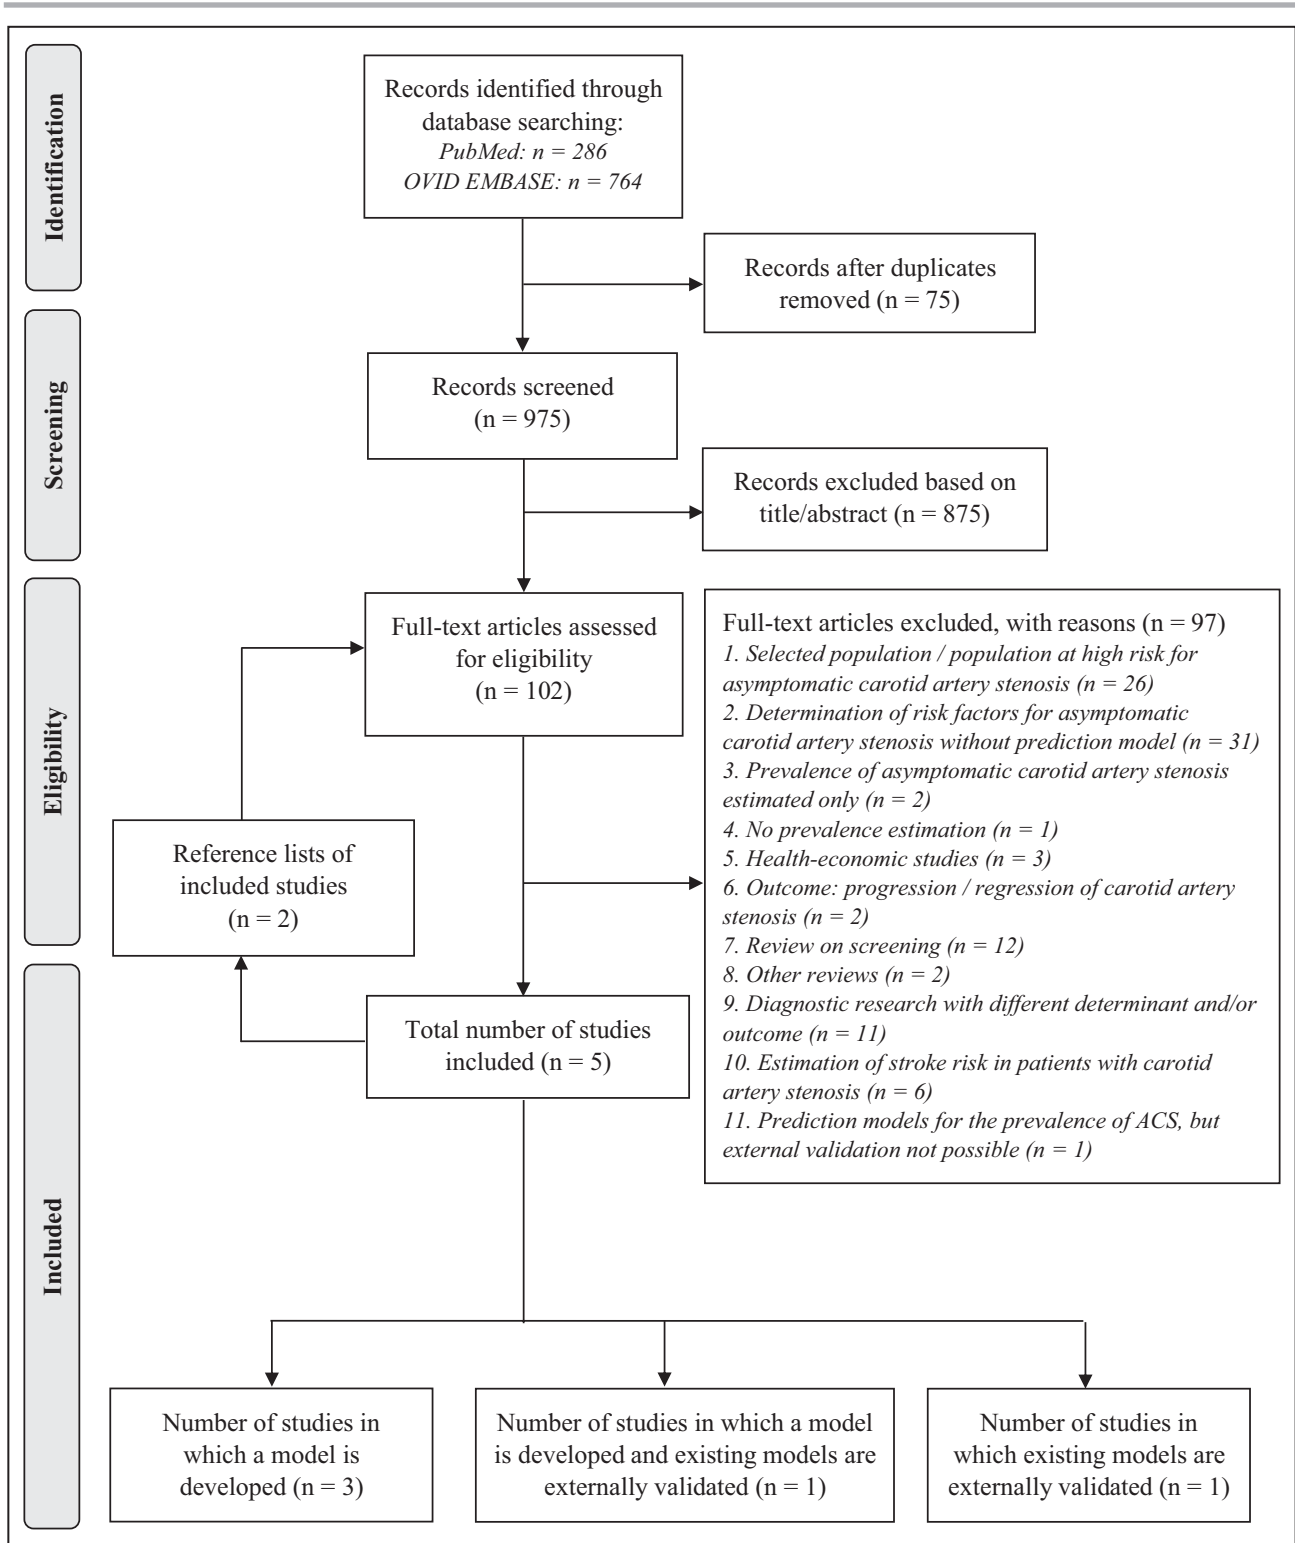 Identification
Records identified through
database searching:
PubMed: n = 286
OVID EMBASE: n = 764
Records after duplicates
removed (n = 75)
Screening
Records screened
(n = 975)
Records excluded based on
title/abstract (n = 875)
Eligibility
Full-text articles assessed
for eligibility
(n = 102)
Full-text articles excluded, with reasons (n = 97)
1. Selected population / population at high risk for
asymptomatic carotid artery stenosis (n = 26)
2. Determination of risk factors for asymptomatic
carotid artery stenosis without prediction model (n = 31)
3. Prevalence of asymptomatic carotid artery stenosis
estimated only (n = 2)
4. No prevalence estimation (n = 1)
5. Health-economic studies (n = 3)
6. Outcome: progression / regression of carotid artery
stenosis (n = 2)
7. Review on screening (n = 12)
8. Other reviews (n = 2)
9. Diagnostic research with different determinant and/or
outcome (n = 11)
10. Estimation of stroke risk in patients with carotid
artery stenosis (n = 6)
11. Prediction models for the prevalence of ACS, but
external validation not possible (n = 1)
Reference lists of
included studies
(n = 2)
Included
Total number of studies
included (n = 5)
Number of studies in
which a model is
developed (n = 3)
Number of studies in which a model
is developed and existing models are
externally validated (n = 1)
Number of studies in
which existing models are
externally validated (n = 1)